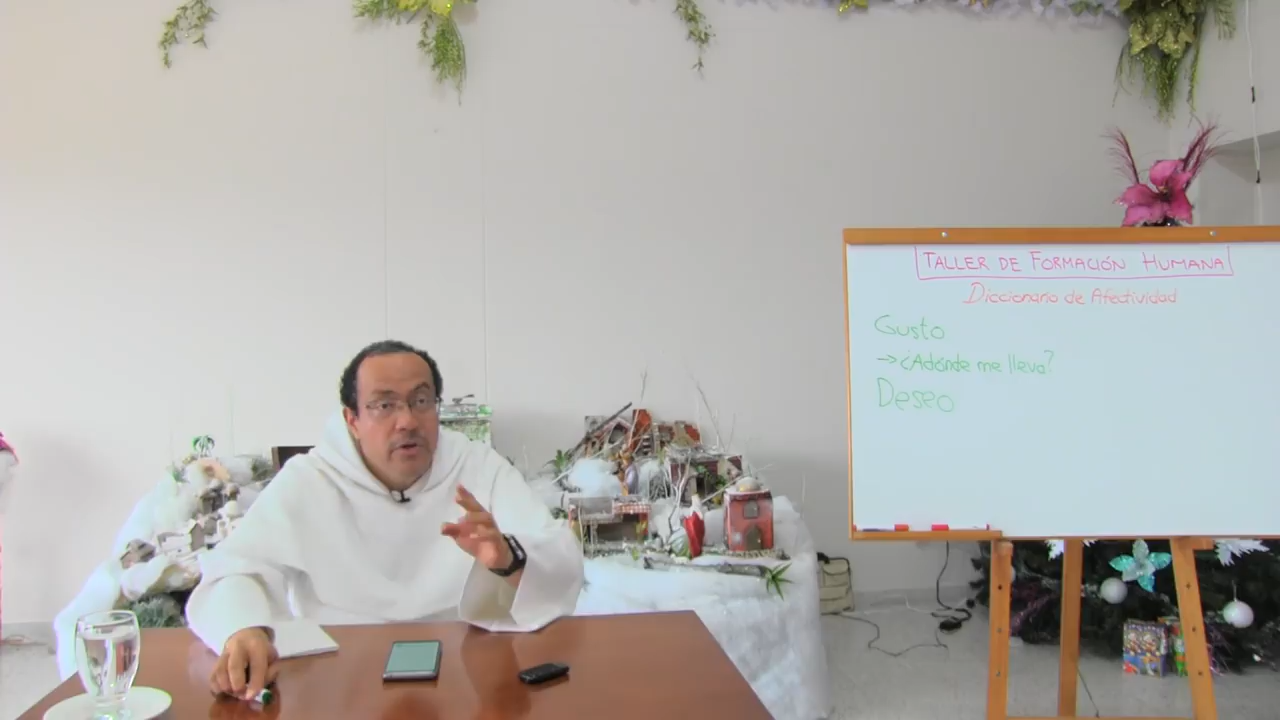 TALLER DE FORMACIÓN HUMANA
Diccionario de Afectividad
Gusto
→ ¿Adónde me lleva?
Deseo